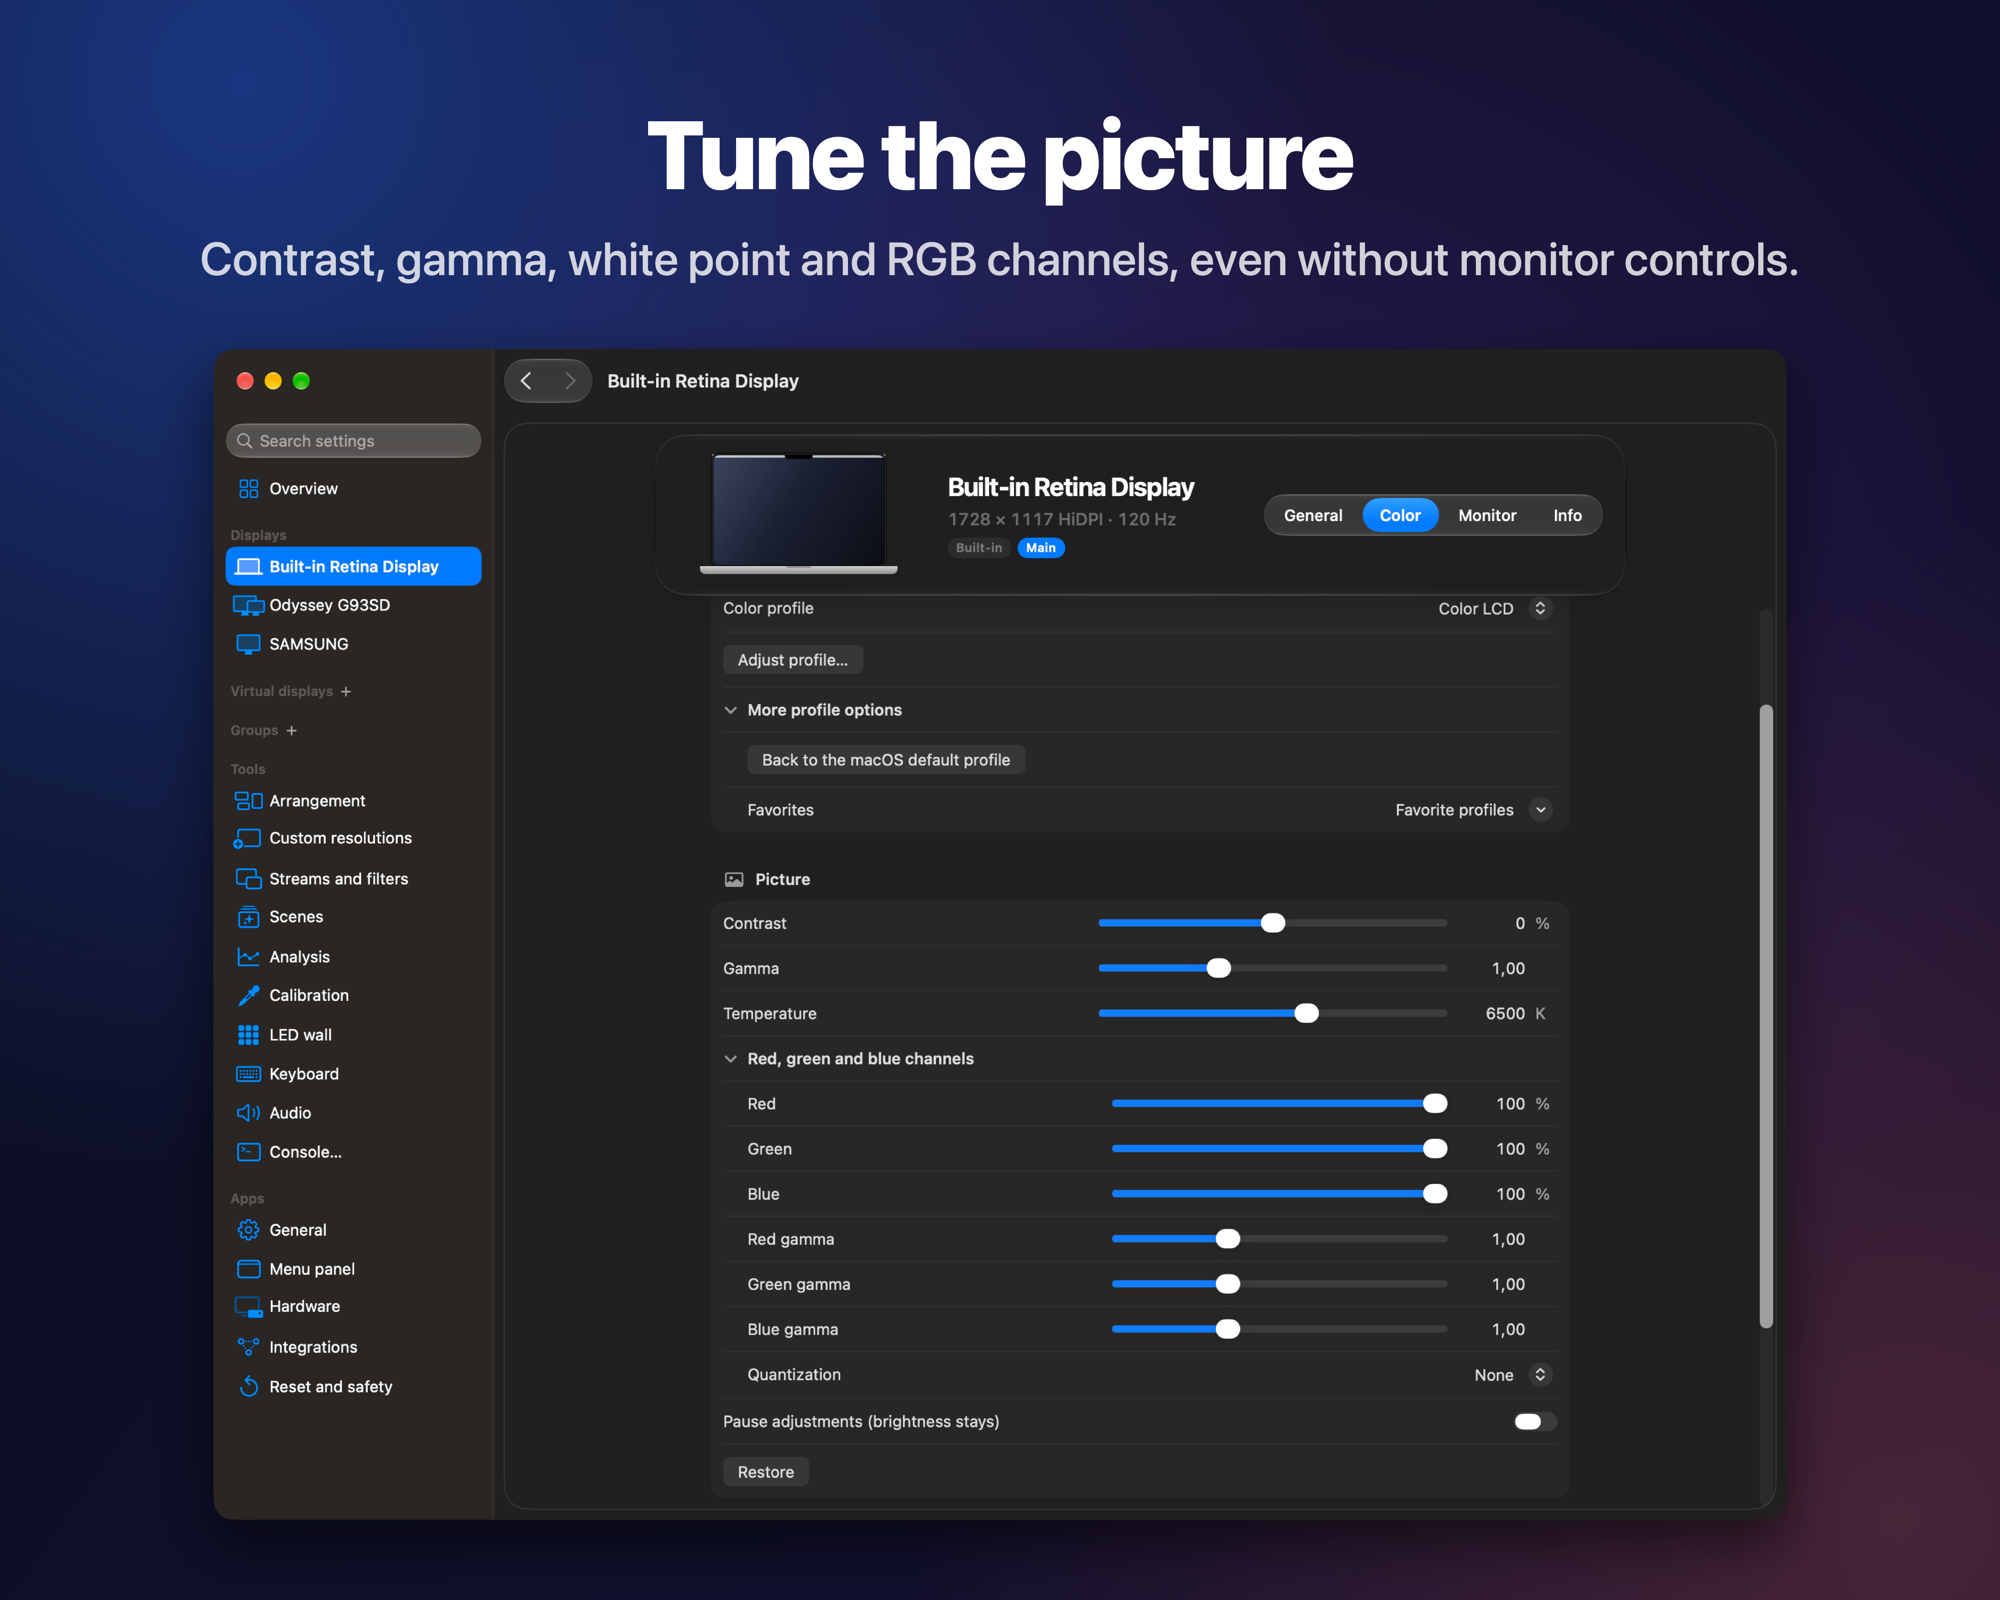 Tune the picture
Contrast, gamma, white point and RGB channels, even without monitor controls.
Built-in Retina Display
Search settings
Overview
Displays
Built-in Retina Display
Odyssey G93SD
SAMSUNG
Virtual displays +
Groups +
Tools
Arrangement
Custom resolutions
Streams and filters
Scenes
Analysis
Calibration
LED wall
Keyboard
Audio
Console...
Apps
General
Menu panel
Hardware
Integrations
Reset and safety
Built-in Retina Display
1728 × 1117 HiDPI · 120 Hz
Built-in Main
General Color Monitor Info
Color profile Color LCD
Adjust profile...
More profile options
Back to the macOS default profile
Favorites Favorite profiles
Picture
Contrast 0 %
Gamma 1,00
Temperature 6500 K
Red, green and blue channels
Red 100 %
Green 100 %
Blue 100 %
Red gamma 1,00
Green gamma 1,00
Blue gamma 1,00
Quantization None
Pause adjustments (brightness stays)
Restore